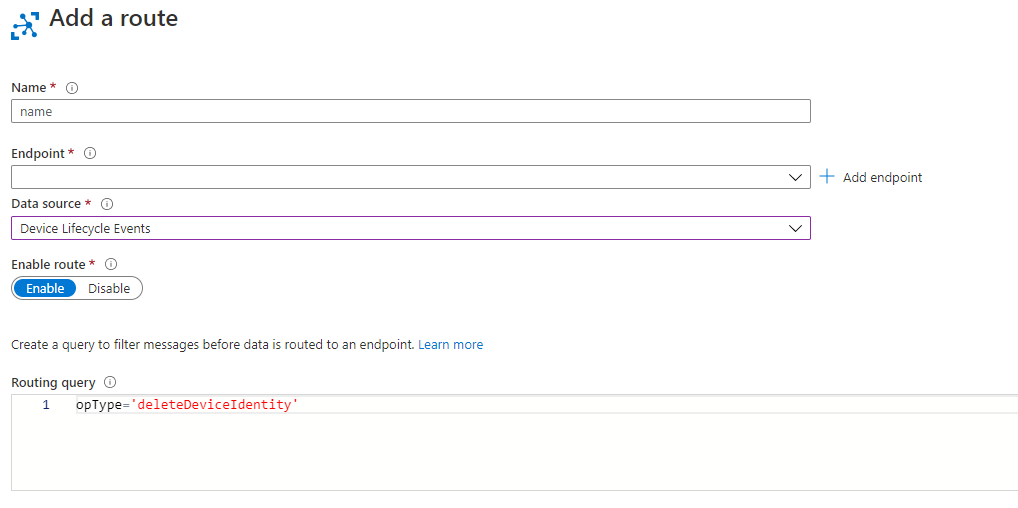 Add a route
Name *
name
Endpoint *
Add endpoint
Data source *
Device Lifecycle Events
Enable route *
Enable Disable
Create a query to filter messages before data is routed to an endpoint. Learn more
Routing query
1 opType='deleteDeviceIdentity'